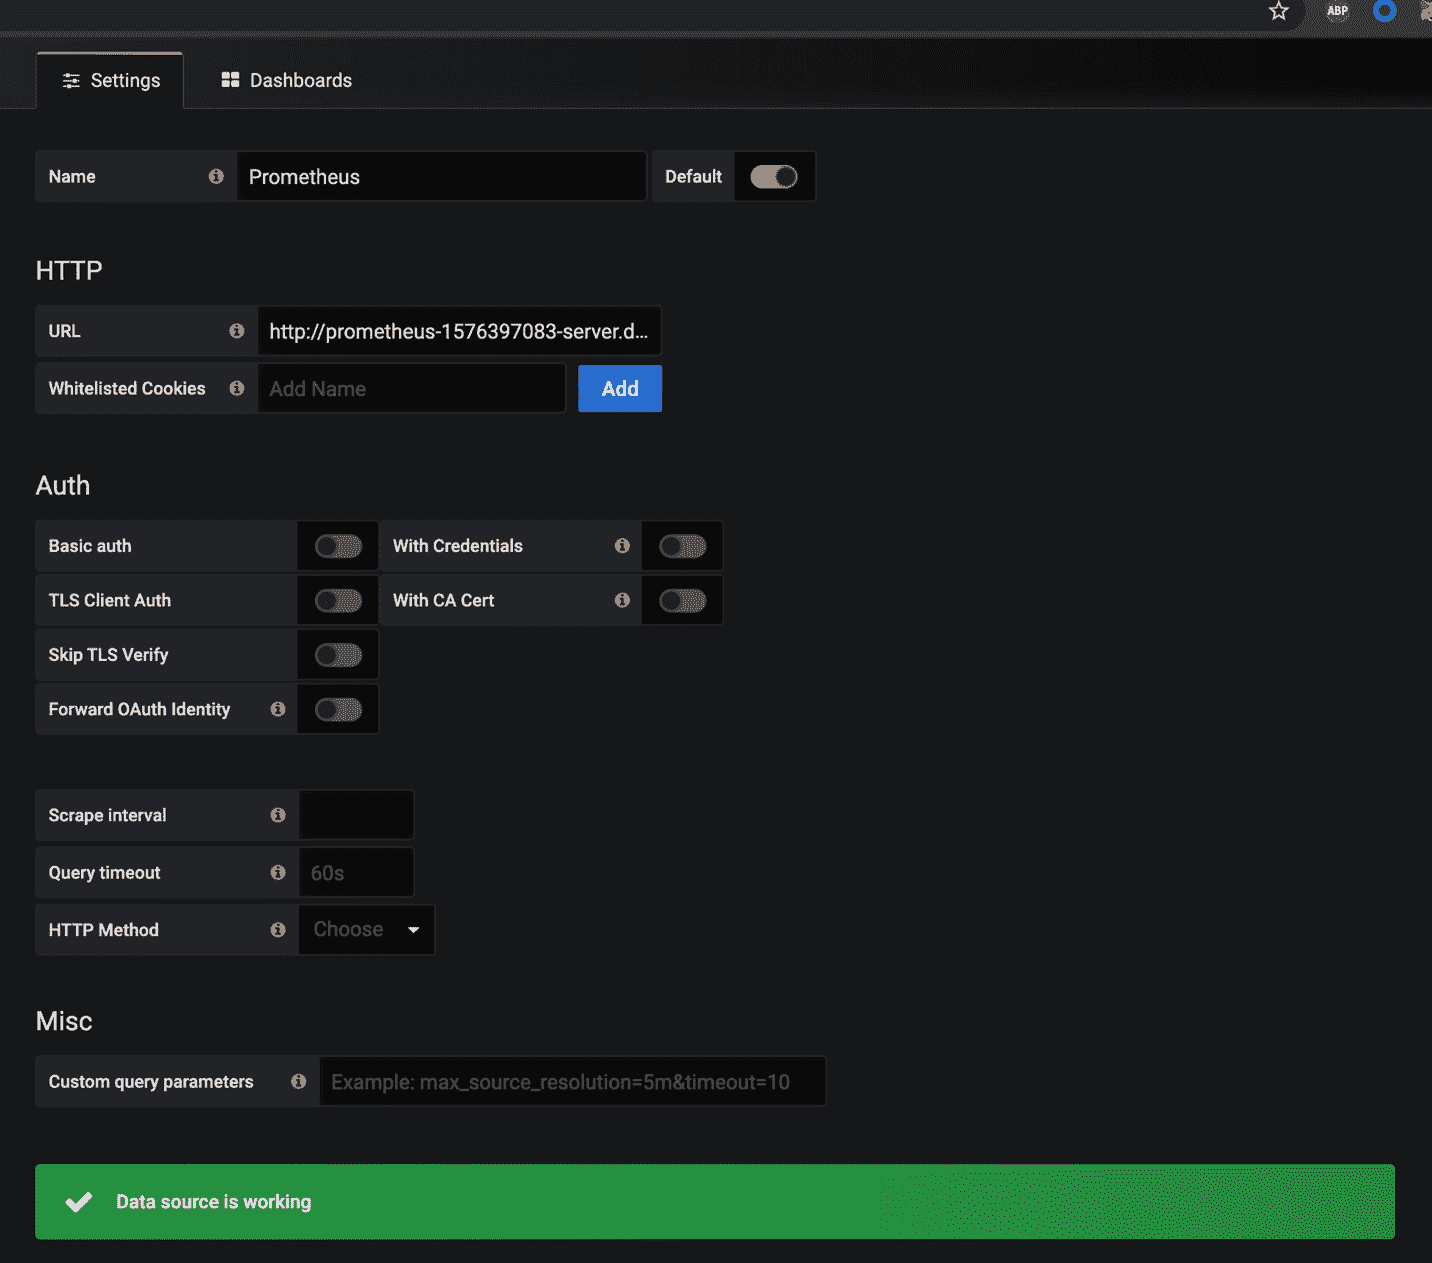 ABP
Settings
Dashboards
Name
Prometheus
Default
HTTP
URL
http://prometheus-1576397083-server.d...
Whitelisted Cookies
Add Name
Add
Auth
Basic auth
With Credentials
TLS Client Auth
With CA Cert
Skip TLS Verify
Forward OAuth Identity
Scrape interval
Query timeout
60s
HTTP Method
Choose
Misc
Custom query parameters
Example: max_source_resolution=5m&timeout=10
Data source is working